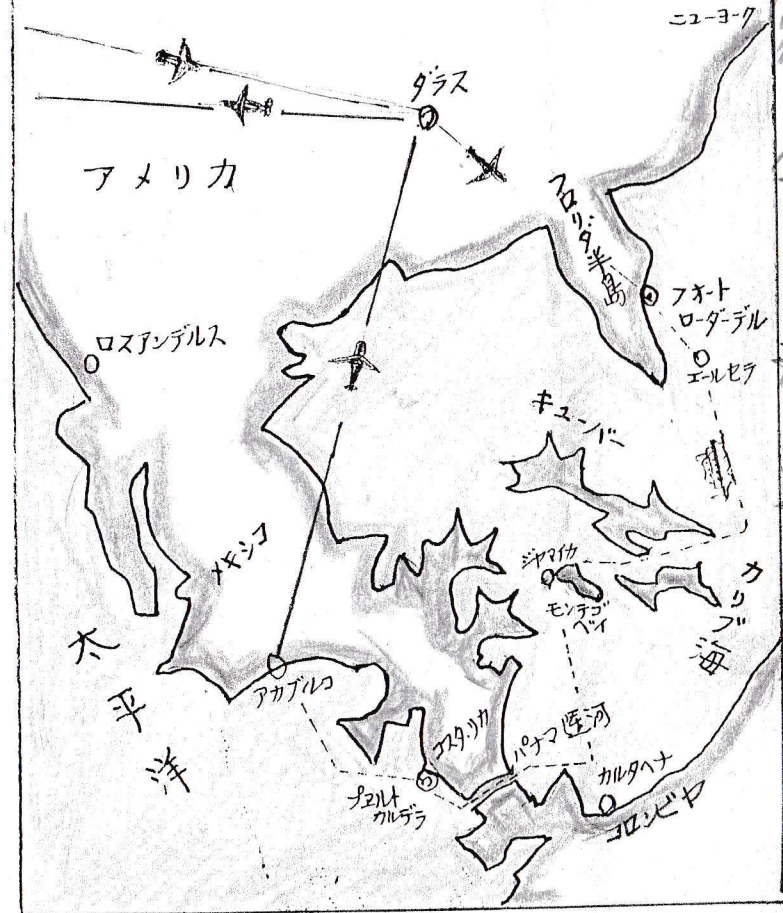 ニューヨーク
ダラス
アメリカ
フロリダ半島
フォート
ローダーデル
ロスアンデルス
エールセラ
キューバ
ジャマイカ
モンテゴ
ベイ
カリブ海
メキシコ
太平洋
アカプルコ
コスタリカ
パナマ運河
プエルト
カルデラ
カルタヘナ
コロンビヤ